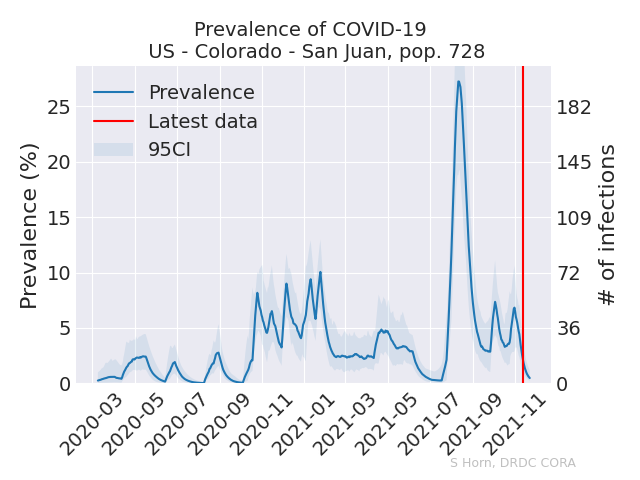 Prevalence of COVID-19
US - Colorado - San Juan, pop. 728
Prevalence
Latest data
95CI
Prevalence (%)
25
20
15
10
5
0
182
145
109
72
36
0
# of infections
2020-03
2020-05
2020-07
2020-09
2020-11
2021-01
2021-03
2021-05
2021-07
2021-09
2021-11
S Horn, DRDC CORA